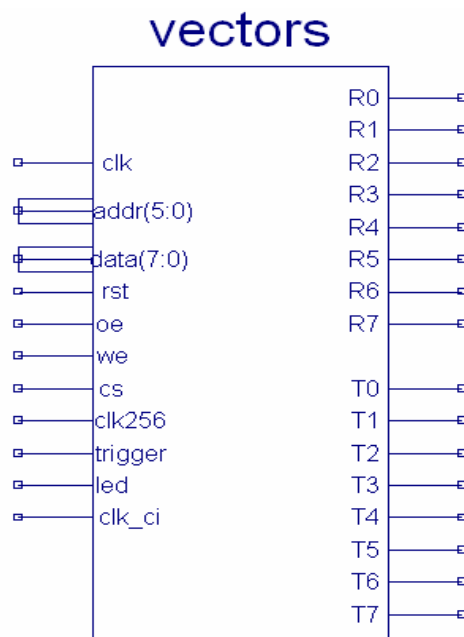 vectors
clk
addr(5:0)
data(7:0)
rst
oe
we
cs
clk256
trigger
led
clk_ci
R0
R1
R2
R3
R4
R5
R6
R7
T0
T1
T2
T3
T4
T5
T6
T7